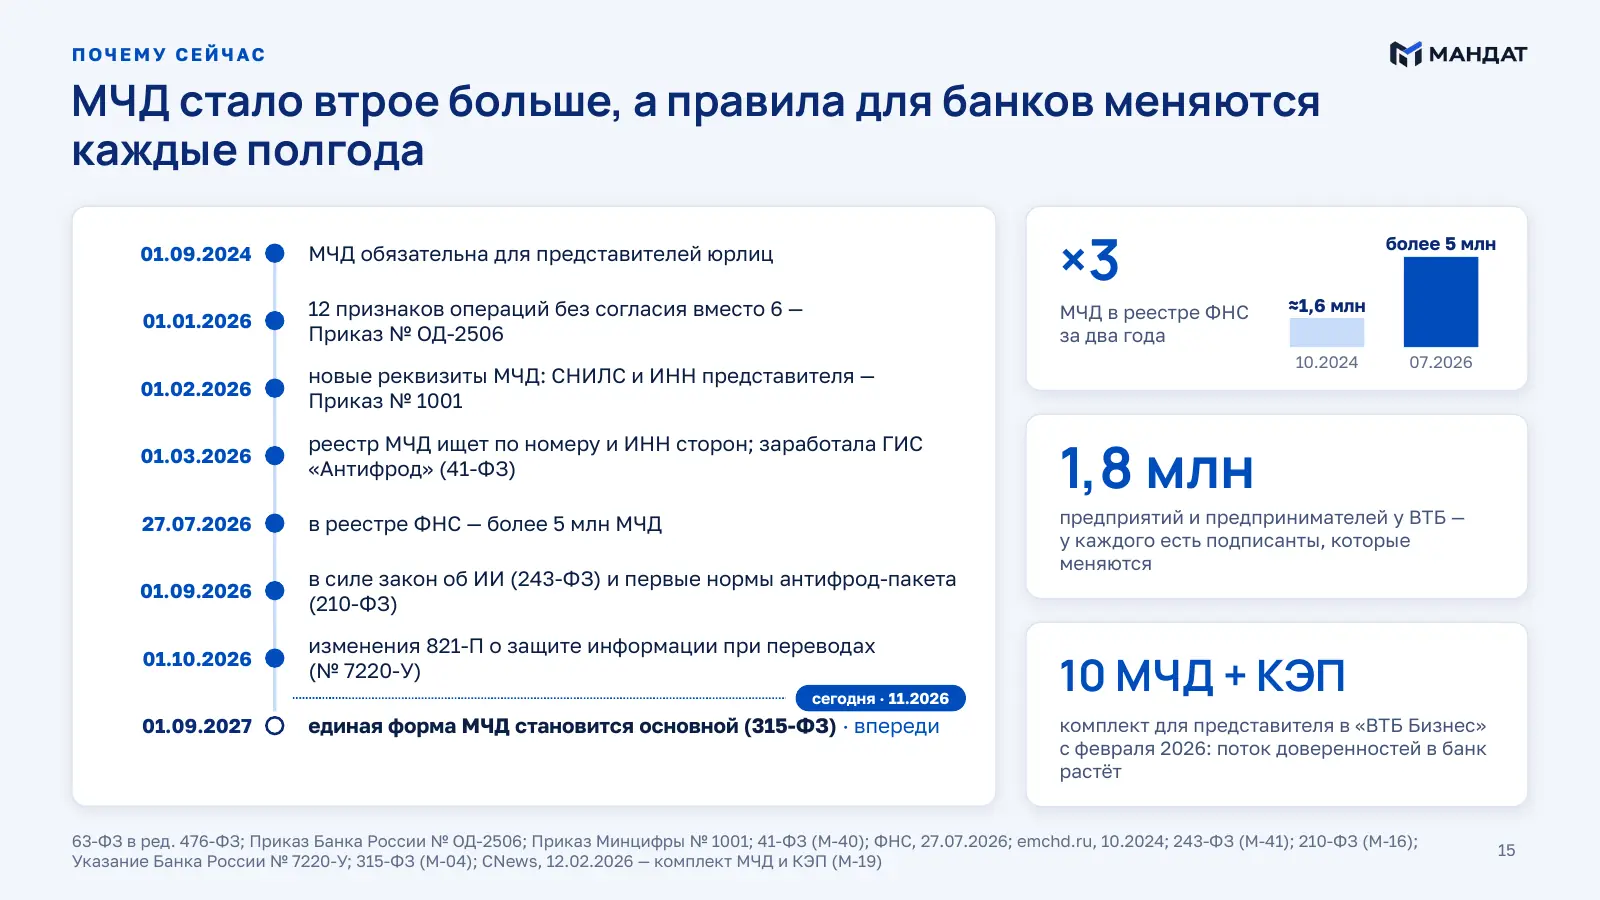 ПОЧЕМУ СЕЙЧАС
МАНДАТ
МЧД стало втрое больше, а правила для банков меняются
каждые полгода
01.09.2024 МЧД обязательна для представителей юрлиц
01.01.2026 12 признаков операций без согласия вместо 6 —
Приказ № ОД-2506
01.02.2026 новые реквизиты МЧД: СНИЛС и ИНН представителя —
Приказ № 1001
01.03.2026 реестр МЧД ищет по номеру и ИНН сторон; заработала ГИС
«Антифрод» (41-ФЗ)
27.07.2026 в реестре ФНС — более 5 млн МЧД
01.09.2026 в силе закон об ИИ (243-ФЗ) и первые нормы антифрод-пакета
(210-ФЗ)
01.10.2026 изменения 821-П о защите информации при переводах
(№ 7220-У)
сегодня · 11.2026
01.09.2027 единая форма МЧД становится основной (315-ФЗ) · впереди
×3
МЧД в реестре ФНС
за два года
≈1,6 млн
более 5 млн
10.2024
07.2026
1,8 млн
предприятий и предпринимателей у ВТБ —
у каждого есть подписанты, которые
меняются
10 МЧД + КЭП
комплект для представителя в «ВТБ Бизнес»
с февраля 2026: поток доверенностей в банк
растёт
63-ФЗ в ред. 476-ФЗ; Приказ Банка России № ОД-2506; Приказ Минцифры № 1001; 41-ФЗ (М-40); ФНС, 27.07.2026; emchd.ru, 10.2024; 243-ФЗ (М-41); 210-ФЗ (М-16);
Указание Банка России № 7220-У; 315-ФЗ (М-04); CNews, 12.02.2026 — комплект МЧД и КЭП (М-19)
15